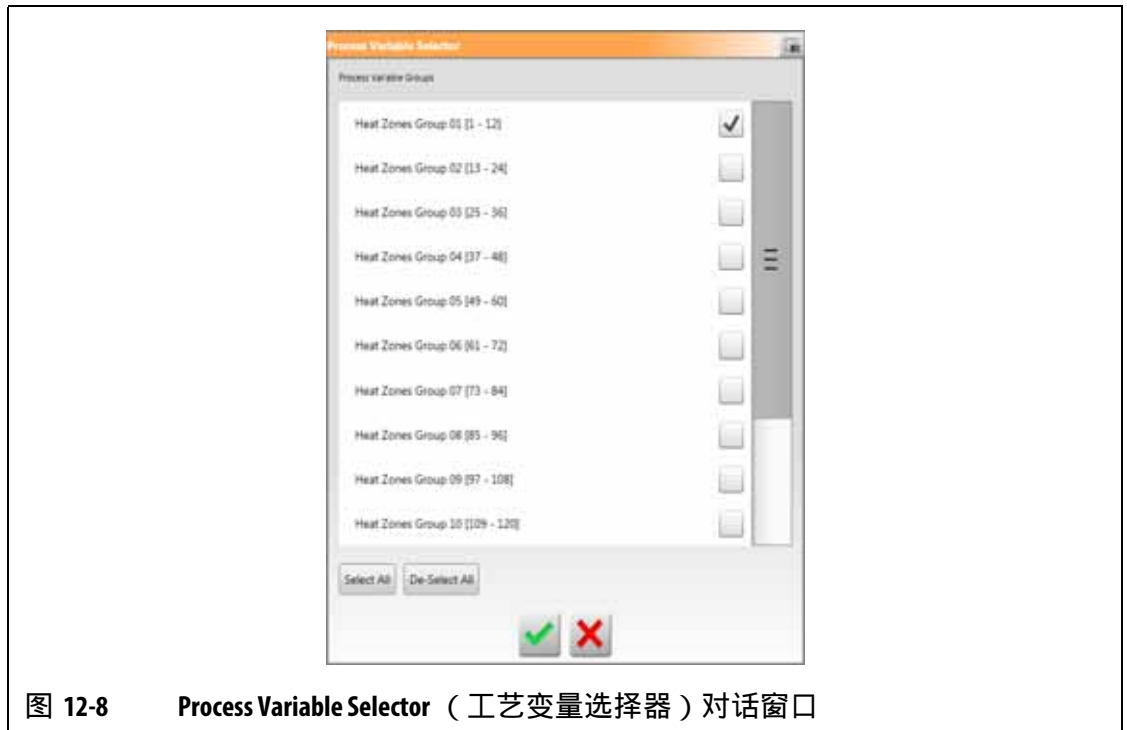 Process Variable Selector
Process Variable Groups
Heat Zones Group 01 [1 - 12]
Heat Zones Group 02 [13 - 24]
Heat Zones Group 03 [25 - 36]
Heat Zones Group 04 [37 - 48]
Heat Zones Group 05 [49 - 60]
Heat Zones Group 06 [61 - 72]
Heat Zones Group 07 [73 - 84]
Heat Zones Group 08 [85 - 96]
Heat Zones Group 09 [97 - 108]
Heat Zones Group 10 [109 - 120]
Select All De-Select All
图 12-8 Process Variable Selector （工艺变量选择器）对话窗口